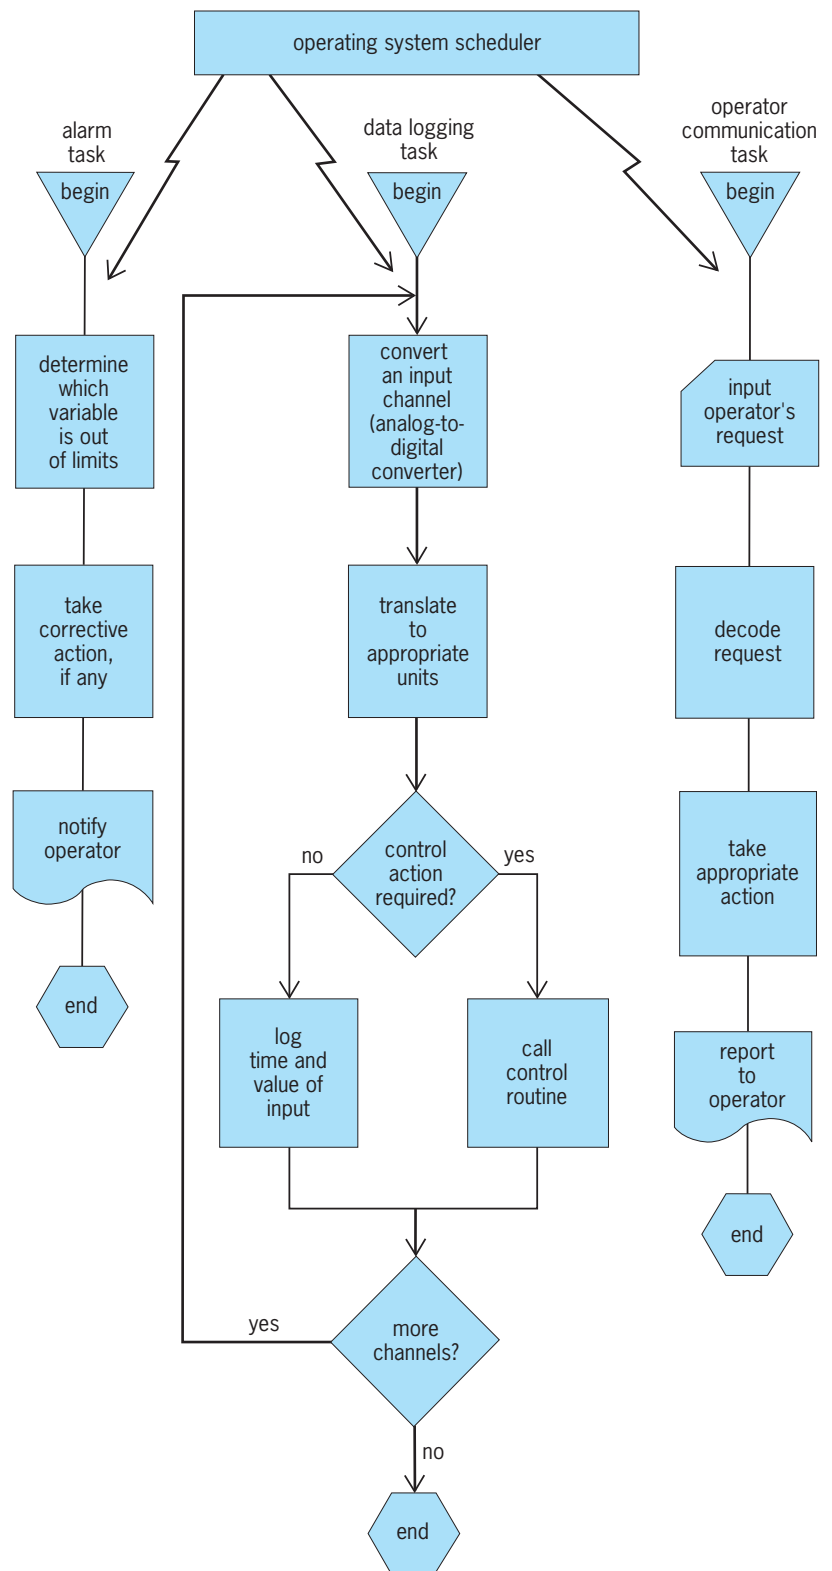 operating system scheduler
alarm
task
begin
determine
which
variable
is out
of limits
take
corrective
action,
if any
notify
operator
end
data logging
task
begin
convert
an input
channel
(analog-to-
digital
converter)
translate
to
appropriate
units
control
action
required?
no
yes
log
time and
value of
input
call
control
routine
more
channels?
yes
no
end
operator
communication
task
begin
input
operator's
request
decode
request
take
appropriate
action
report
to
operator
end